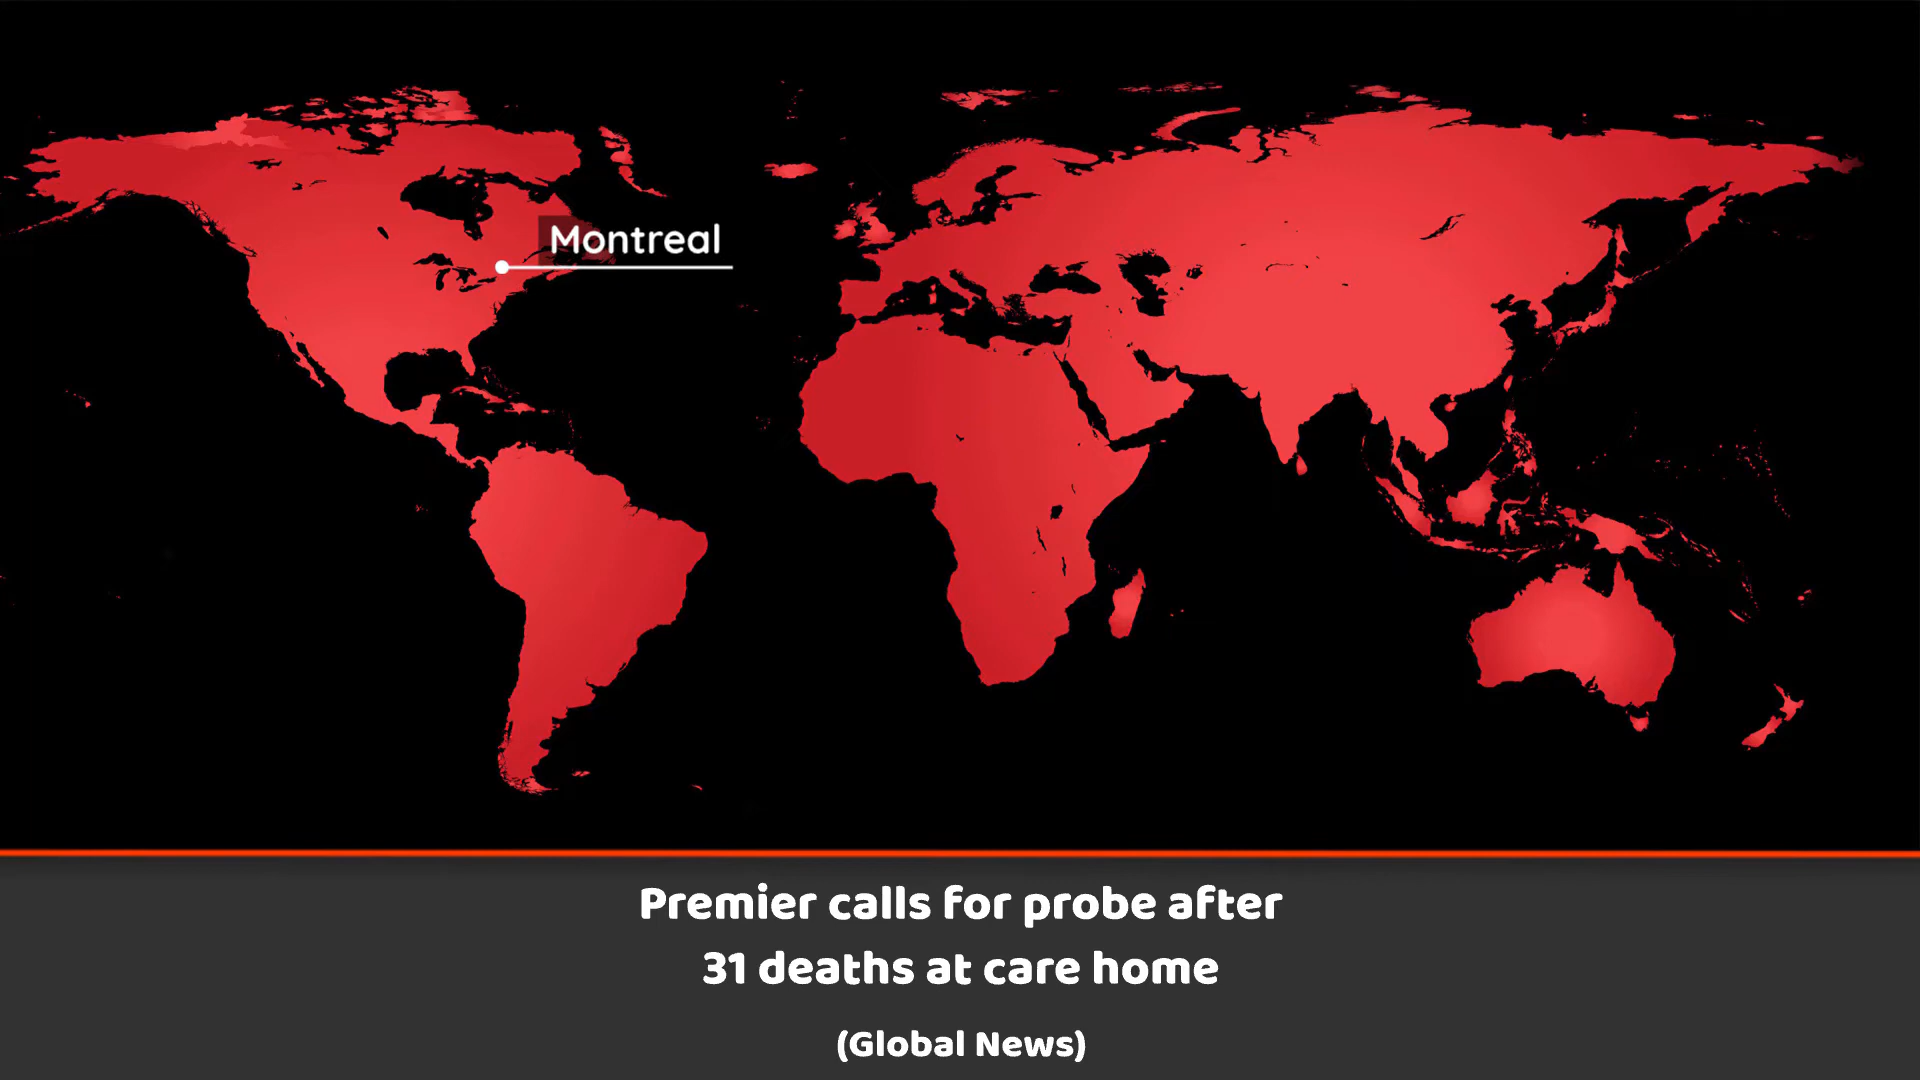 Montreal
Premier calls for probe after
31 deaths at care home
(Global News)